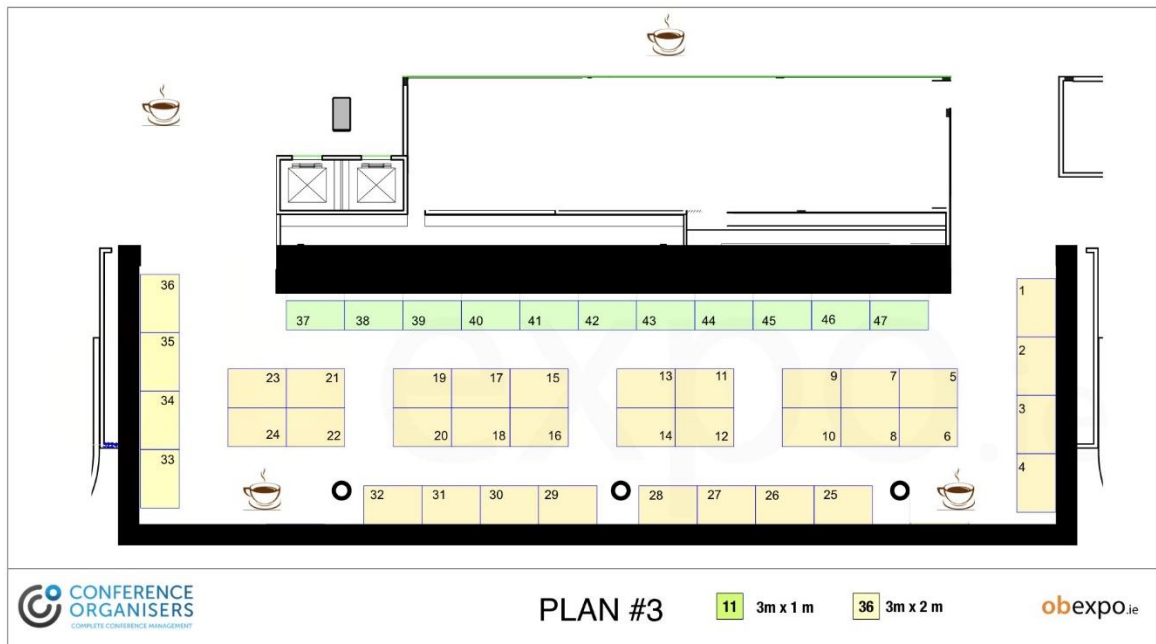 36
1
37 38 39 40 41 42 43 44 45 46 47
35
2
23 21 19 17 15 13 11 9 7 5
34
3
24 22 20 18 16 14 12 10 8 6
33
4
32 31 30 29 28 27 26 25
expo.ie
CONFERENCE
ORGANISERS
COMPLETE CONFERENCE MANAGEMENT
PLAN #3
11 3m x 1 m
36 3m x 2 m
obexpo.ie